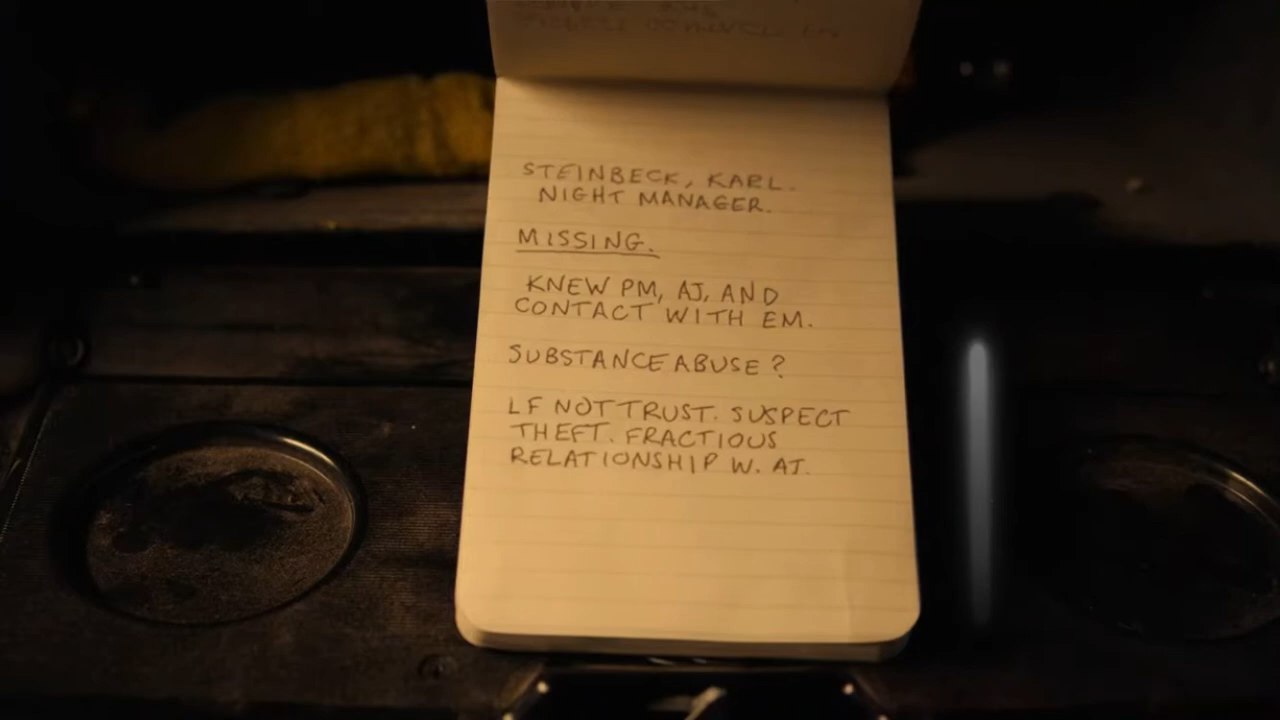 STEINBECK, KARL.
NIGHT MANAGER.
MISSING.
KNEW PM, AJ, AND
CONTACT WITH EM.
SUBSTANCE ABUSE?
LF NOT TRUST. SUSPECT
THEFT. FRACTIOUS
RELATIONSHIP W. AJ.